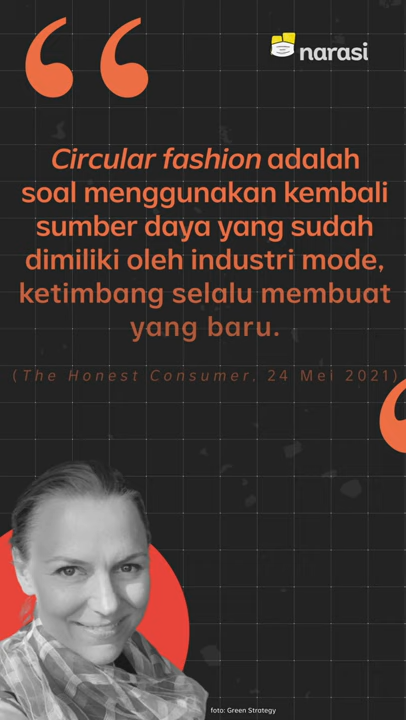 narasi
Circular fashion adalah
soal menggunakan kembali
sumber daya yang sudah
dimiliki oleh industri mode,
ketimbang selalu membuat
yang baru.
(The Honest Consumer, 24 Mei 2021)
foto: Green Strategy